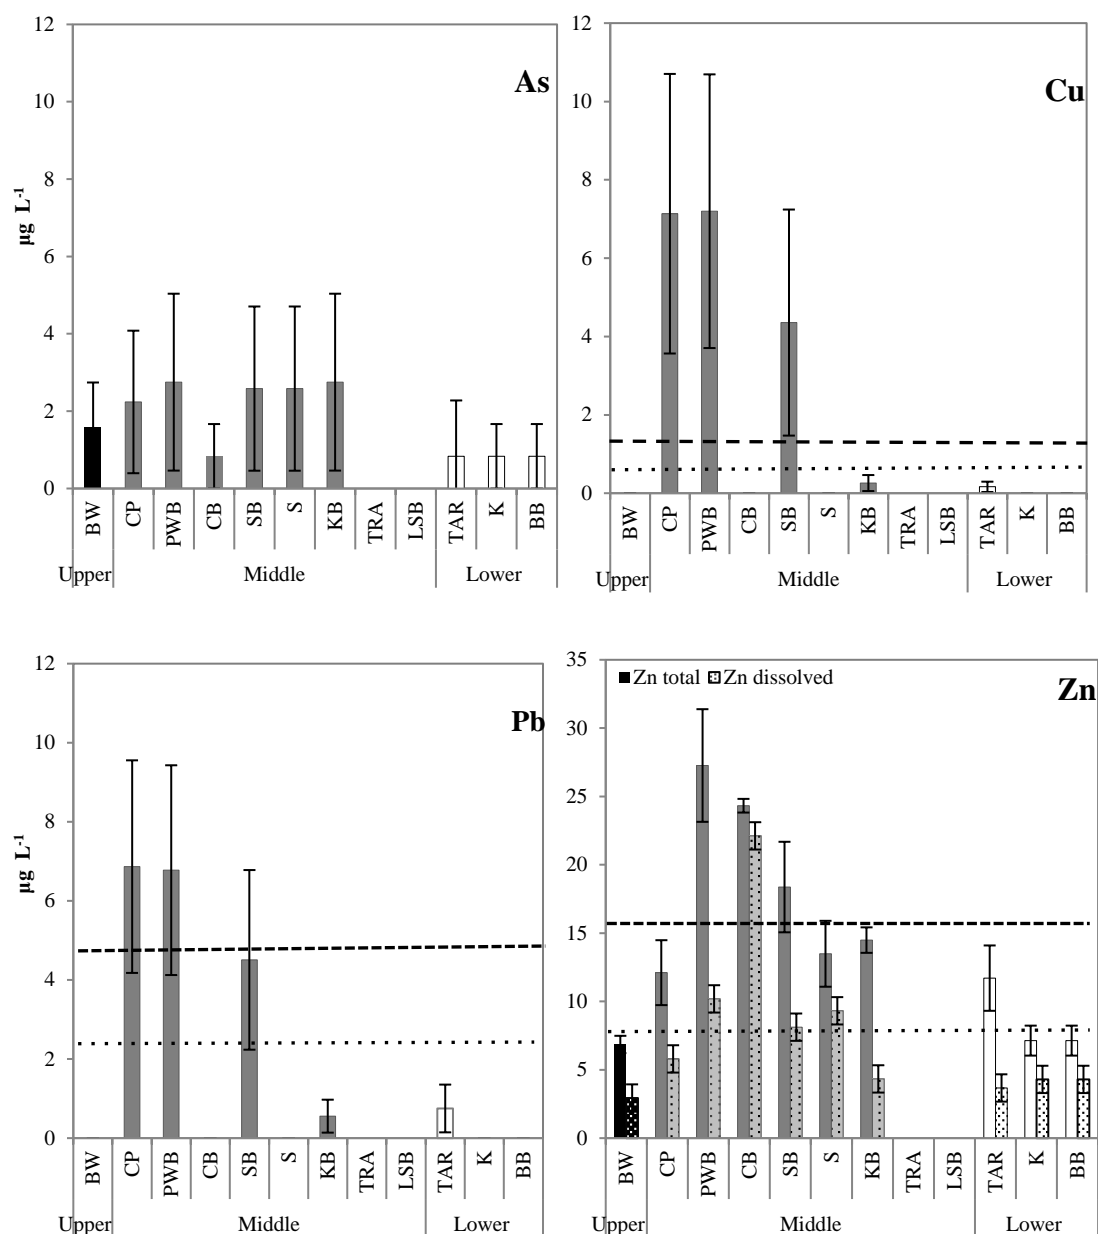 12
10
8
6
4
2
0
µg L-1
As
BW
CP
PWB
CB
SB
S
KB
TRA
LSB
TAR
K
BB
Upper
Middle
Lower
12
10
8
6
4
2
0
Cu
BW
CP
PWB
CB
SB
S
KB
TRA
LSB
TAR
K
BB
Upper
Middle
Lower
12
10
8
6
4
2
0
µg L-1
Pb
BW
CP
PWB
CB
SB
S
KB
TRA
LSB
TAR
K
BB
Upper
Middle
Lower
35
30
25
20
15
10
5
0
Zn total Zn dissolved
Zn
BW
CP
PWB
CB
SB
S
KB
TRA
LSB
TAR
K
BB
Upper
Middle
Lower